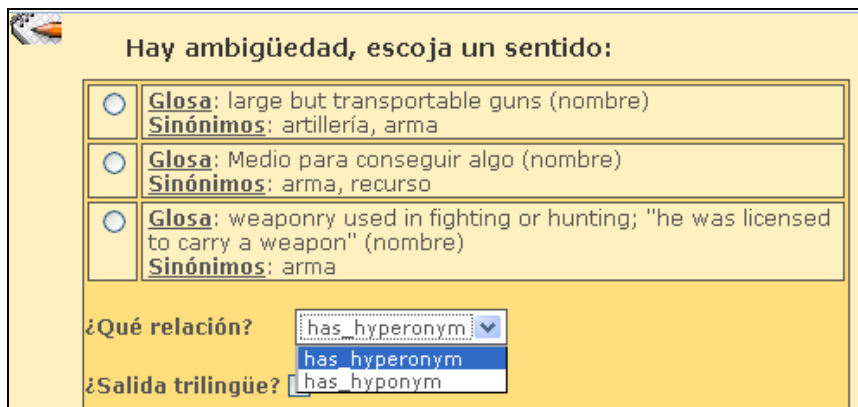 Hay ambigüedad, escoja un sentido:
Glosa: large but transportable guns (nombre)
Sinónimos: artillería, arma
Glosa: Medio para conseguir algo (nombre)
Sinónimos: arma, recurso
Glosa: weaponry used in fighting or hunting; "he was licensed
to carry a weapon" (nombre)
Sinónimos: arma
¿Qué relación? has_hyperonym
has_hyperonym
¿Salida trilingüe? has_hyponym